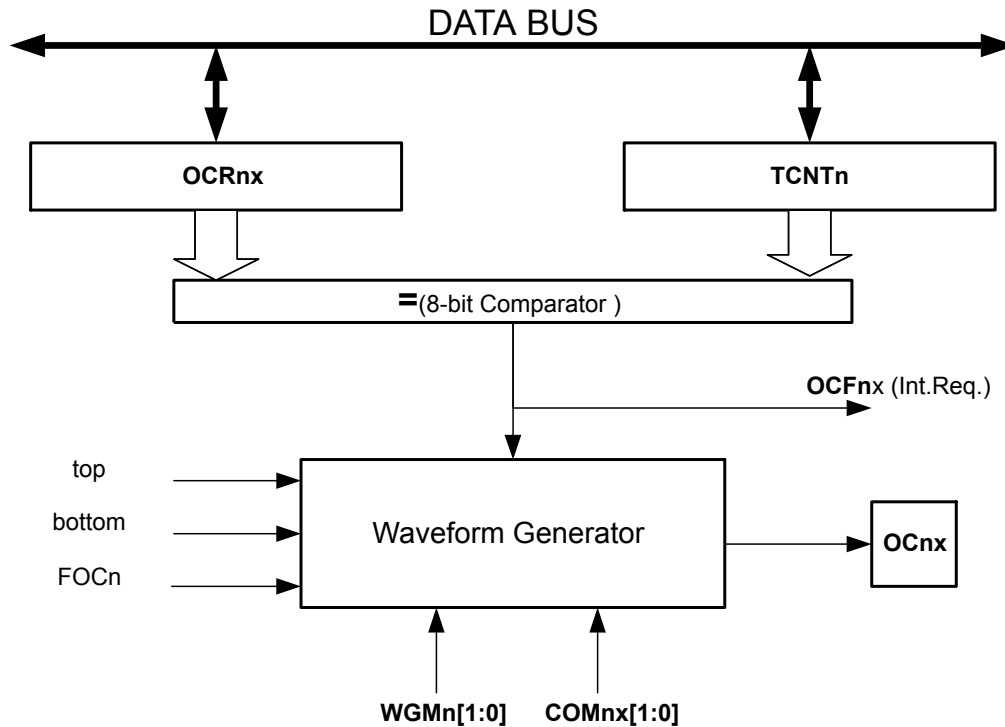 DATA BUS
OCRnx
TCNTn
=(8-bit Comparator )
OCFnx (Int.Req.)
top
bottom
FOCn
Waveform Generator
OCnx
WGMn[1:0]
COMnx[1:0]